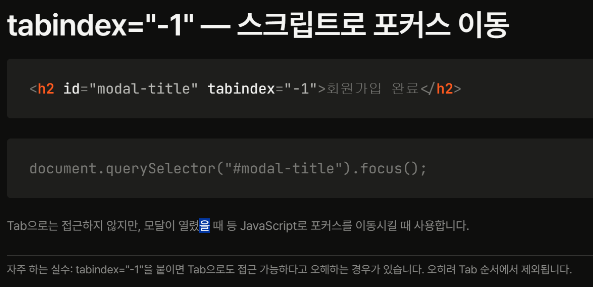 tabindex="-1" — 스크립트로 포커스 이동
<h2 id="modal-title" tabindex="-1">회원가입 완료</h2>
document.querySelector("#modal-title").focus();
Tab으로는 접근하지 않지만, 모달이 열렸을 때 등 JavaScript로 포커스를 이동시킬 때 사용합니다.
자주 하는 실수: tabindex="-1"을 붙이면 Tab으로도 접근 가능하다고 오해하는 경우가 있습니다. 오히려 Tab 순서에서 제외됩니다.